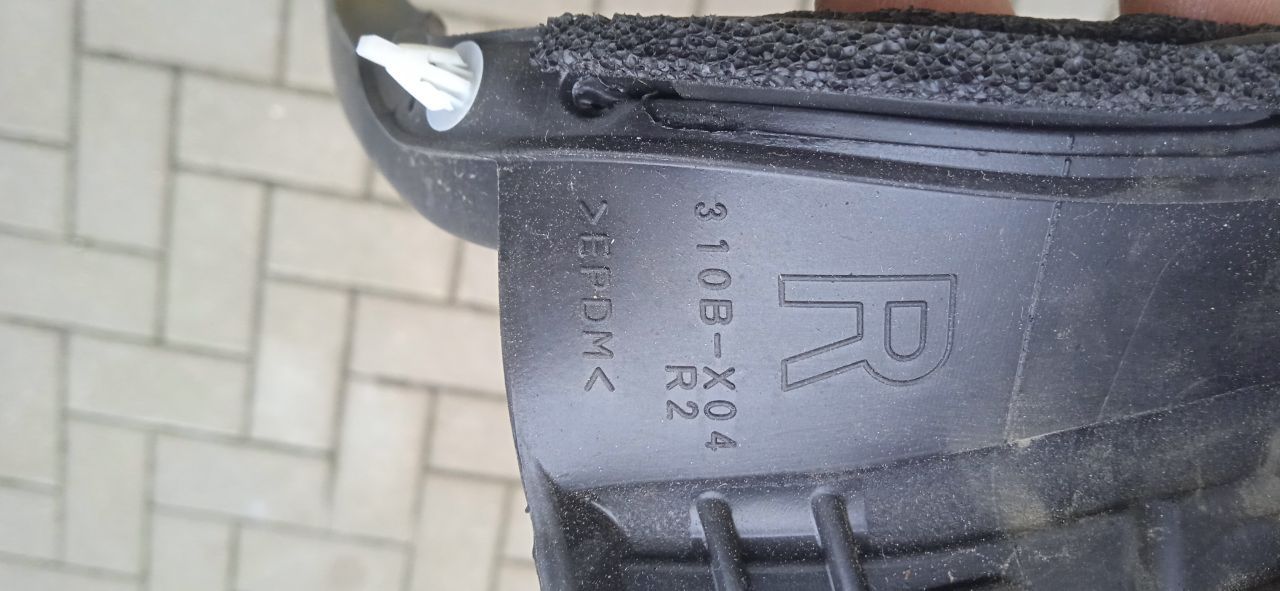 R
310B-X04
R2
>EPDM<